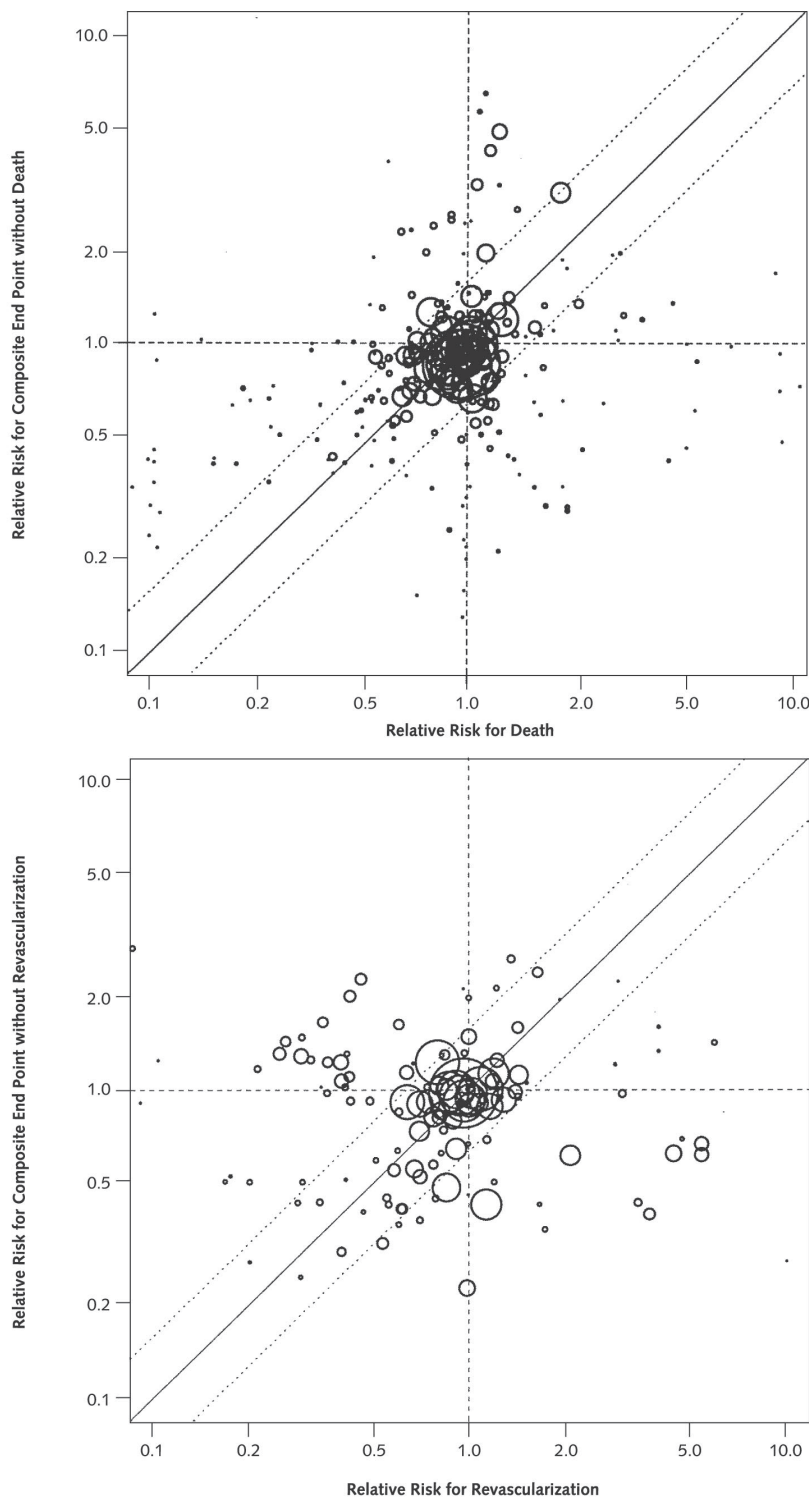 10.0
5.0
2.0
1.0
0.5
0.2
0.1
Relative Risk for Composite End Point without Death
0.1 0.2 0.5 1.0 2.0 5.0 10.0
Relative Risk for Death
10.0
5.0
2.0
1.0
0.5
0.2
0.1
Relative Risk for Composite End Point without Revascularization
0.1 0.2 0.5 1.0 2.0 5.0 10.0
Relative Risk for Revascularization